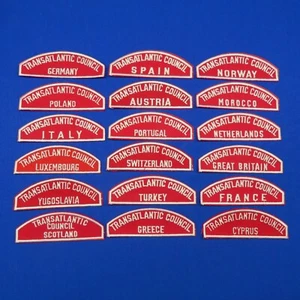 TRANSATLANTIC COUNCIL
GERMANY
TRANSATLANTIC COUNCIL
SPAIN
TRANSATLANTIC COUNCIL
NORWAY
TRANSATLANTIC COUNCIL
POLAND
TRANSATLANTIC COUNCIL
AUSTRIA
TRANSATLANTIC COUNCIL
MOROCCO
TRANSATLANTIC COUNCIL
ITALY
TRANSATLANTIC COUNCIL
PORTUGAL
TRANSATLANTIC COUNCIL
NETHERLANDS
TRANSATLANTIC COUNCIL
LUXEMBOURG
TRANSATLANTIC COUNCIL
SWITZERLAND
TRANSATLANTIC COUNCIL
GREAT BRITAIN
TRANSATLANTIC COUNCIL
YUGOSLAVIA
TRANSATLANTIC COUNCIL
TURKEY
TRANSATLANTIC COUNCIL
FRANCE
TRANSATLANTIC
COUNCIL
SCOTLAND
TRANSATLANTIC COUNCIL
GREECE
TRANSATLANTIC COUNCIL
CYPRUS